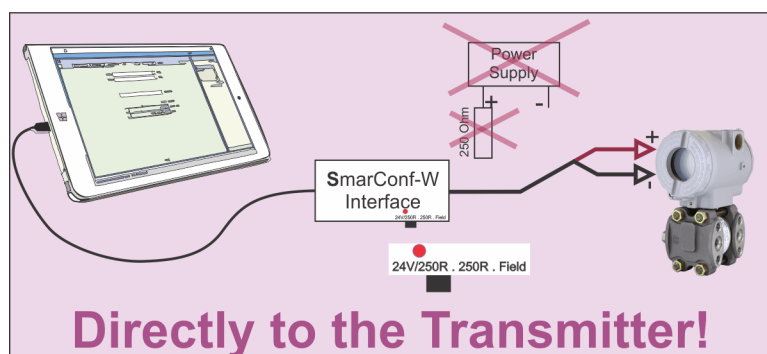 Power
Supply
+ -
250 Ohm
+
-
SmarConf-W
Interface
24V/250R . 250R . Field
24V/250R . 250R . Field
Directly to the Transmitter!